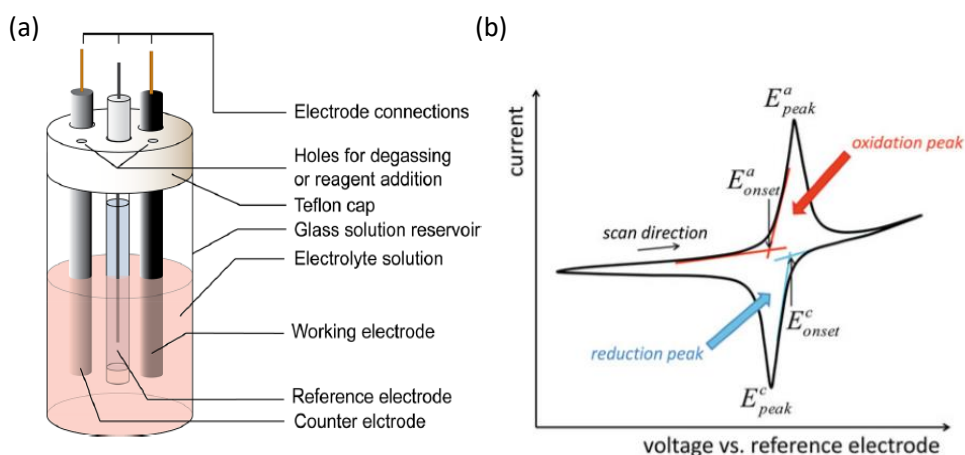 (a)
Electrode connections
Holes for degassing
or reagent addition
Teflon cap
Glass solution reservoir
Electrolyte solution
Working electrode
Reference electrode
Counter elctrode
(b)
current
E^a_peak
oxidation peak
E^a_onset
scan direction
E^c_onset
reduction peak
E^c_peak
voltage vs. reference electrode